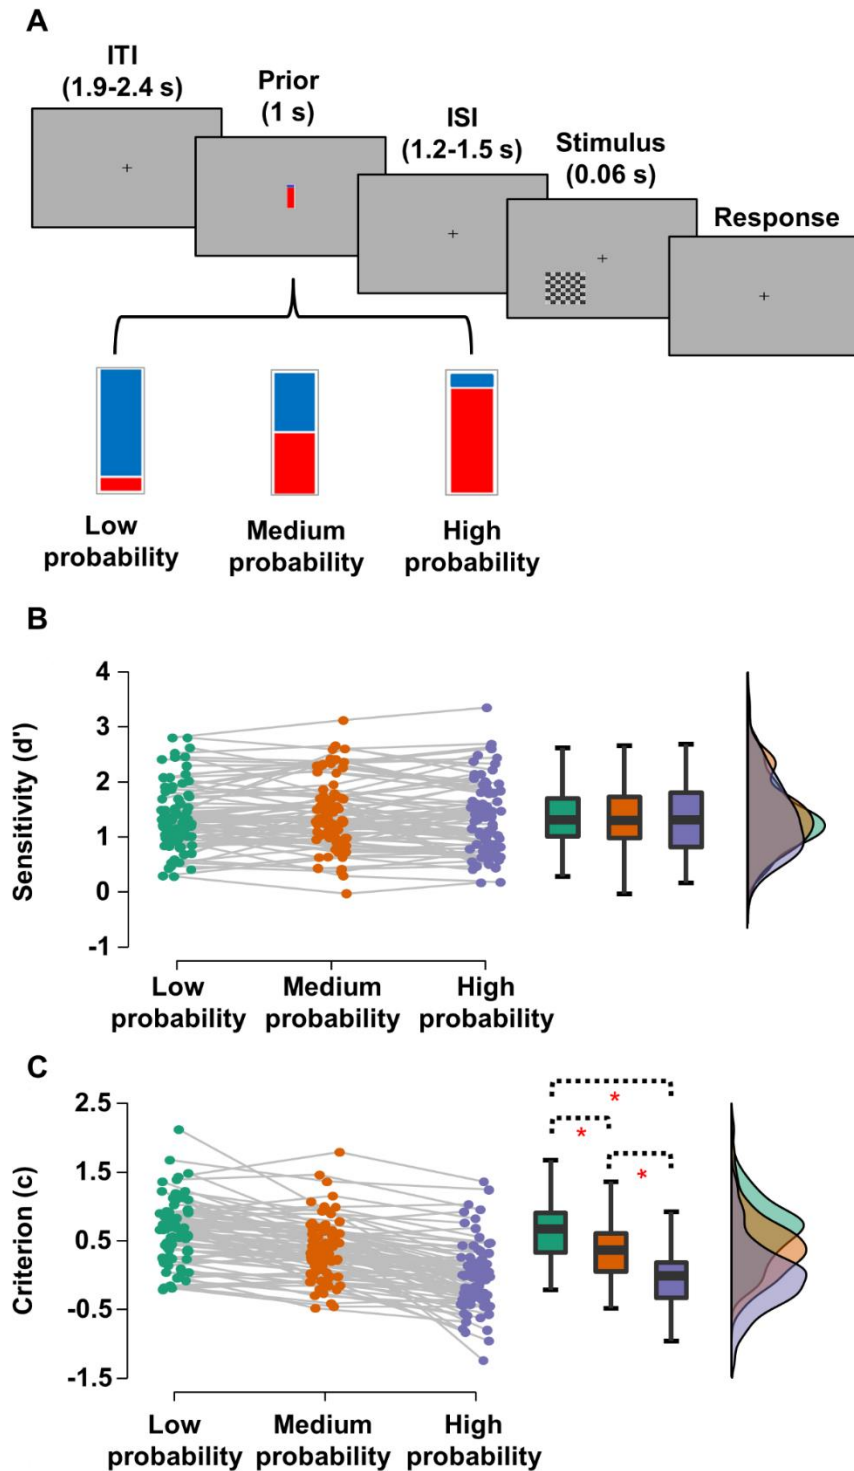 A
ITI
(1.9-2.4 s)
Prior
(1 s)
ISI
(1.2-1.5 s)
Stimulus
(0.06 s)
Response
Low
probability
Medium
probability
High
probability
B
Sensitivity (d')
4
3
2
1
0
-1
Low
probability
Medium
probability
High
probability
C
Criterion (c)
2.5
1.5
0.5
-0.5
-1.5
*
*
*
Low
probability
Medium
probability
High
probability